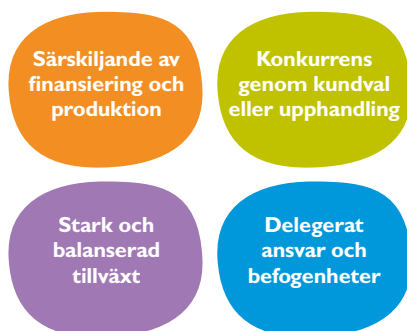 Särskiljande av
finansiering och
produktion
Konkurrens
genom kundval
eller upphandling
Stark och
balanserad
tillväxt
Delegerat
ansvar och
befogenheter